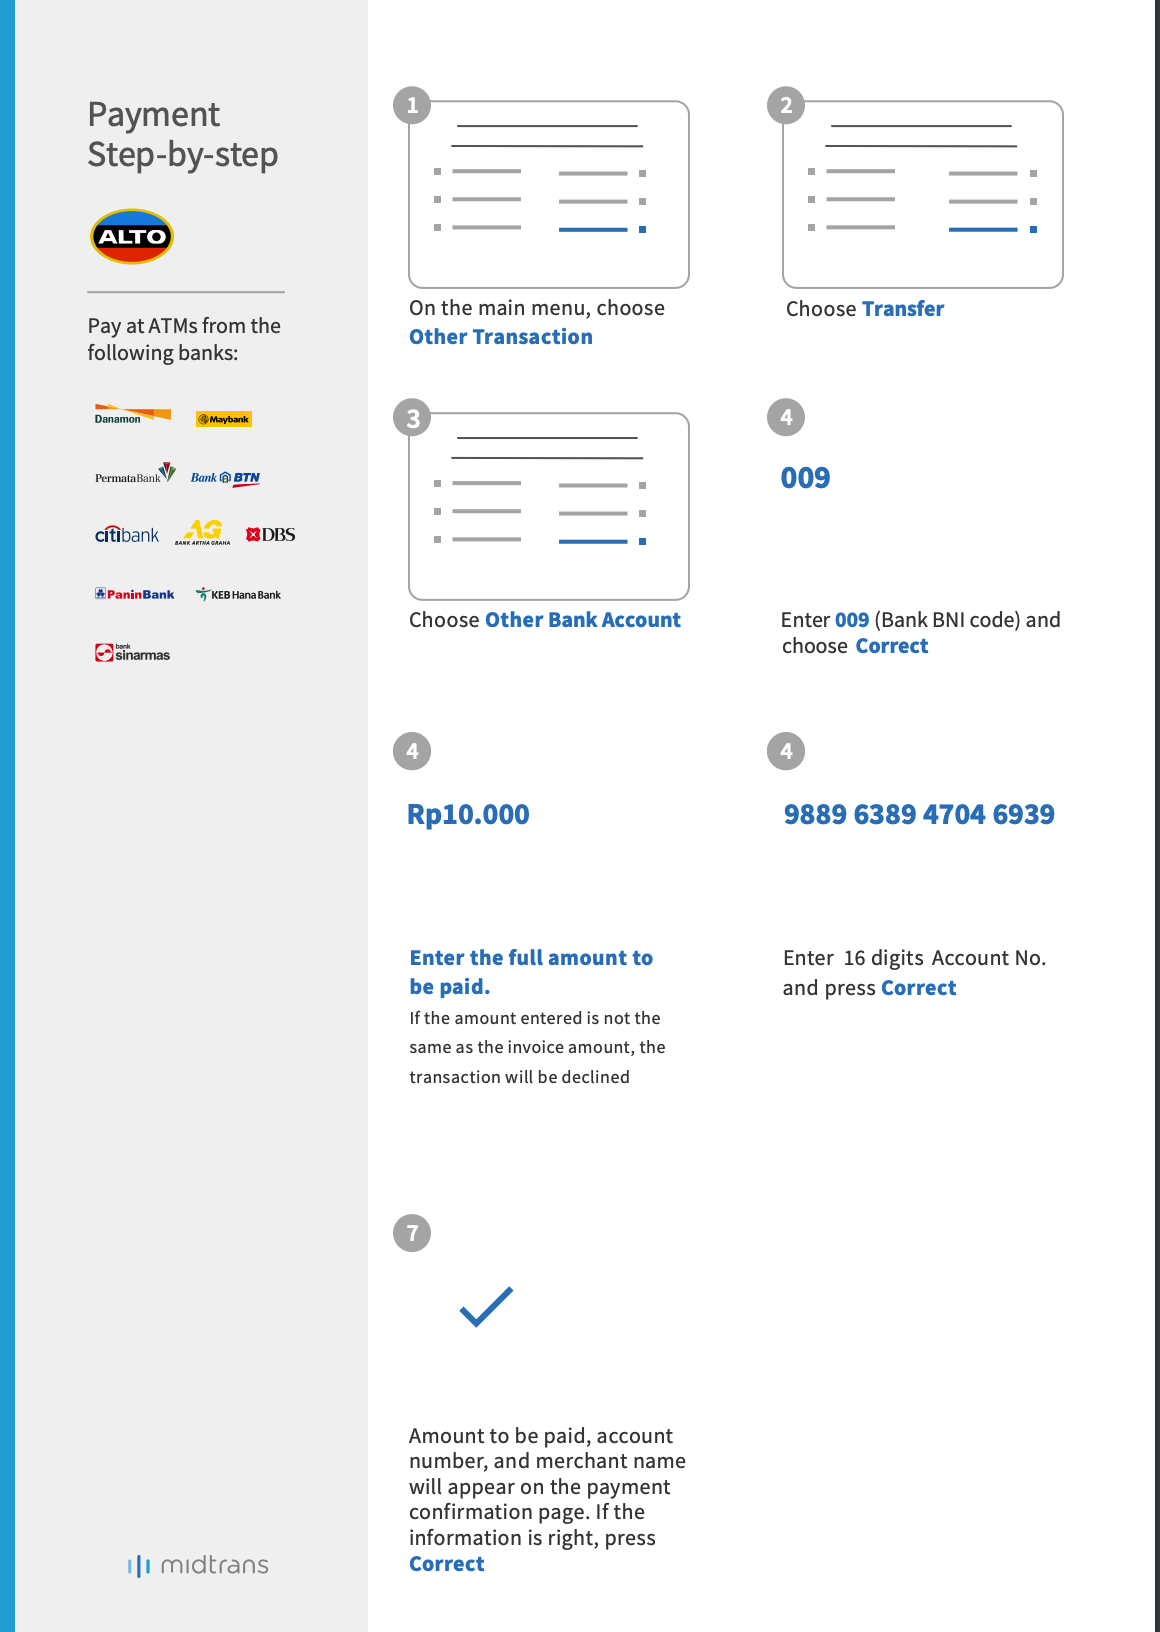 Payment
Step-by-step
ALTO
Pay at ATMs from the
following banks:
Danamon
Maybank
PermataBank
Bank BTN
citibank
AG
BANK ARTHA GRAHA
DBS
PaninBank
KEB Hana Bank
bank
sinarmas
midtrans
1
On the main menu, choose
Other Transaction
2
Choose Transfer
3
Choose Other Bank Account
4
009
Enter 009 (Bank BNI code) and
choose Correct
4
Rp10.000
Enter the full amount to
be paid.
If the amount entered is not the
same as the invoice amount, the
transaction will be declined
4
9889 6389 4704 6939
Enter 16 digits Account No.
and press Correct
7
Amount to be paid, account
number, and merchant name
will appear on the payment
confirmation page. If the
information is right, press
Correct